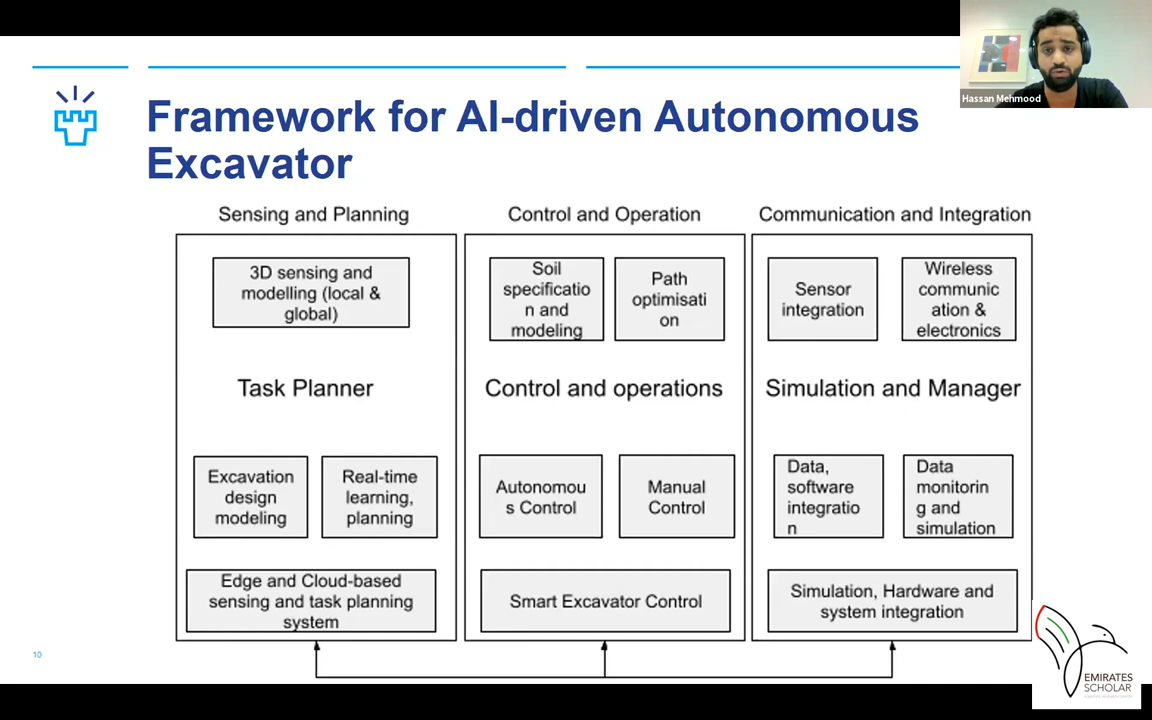 Hassan Mehmood
Framework for AI-driven Autonomous
Excavator
Sensing and Planning
Control and Operation
Communication and Integration
3D sensing and
modelling (local &
global)
Soil
specificatio
n and
modeling
Path
optimisati
on
Sensor
integration
Wireless
communic
ation &
electronics
Task Planner
Control and operations
Simulation and Manager
Excavation
design
modeling
Real-time
learning,
planning
Autonomou
s Control
Manual
Control
Data,
software
integratio
n
Data
monitorin
g and
simulation
Edge and Cloud-based
sensing and task planning
system
Smart Excavator Control
Simulation, Hardware and
system integration
10
EMIRATES
SCHOLAR